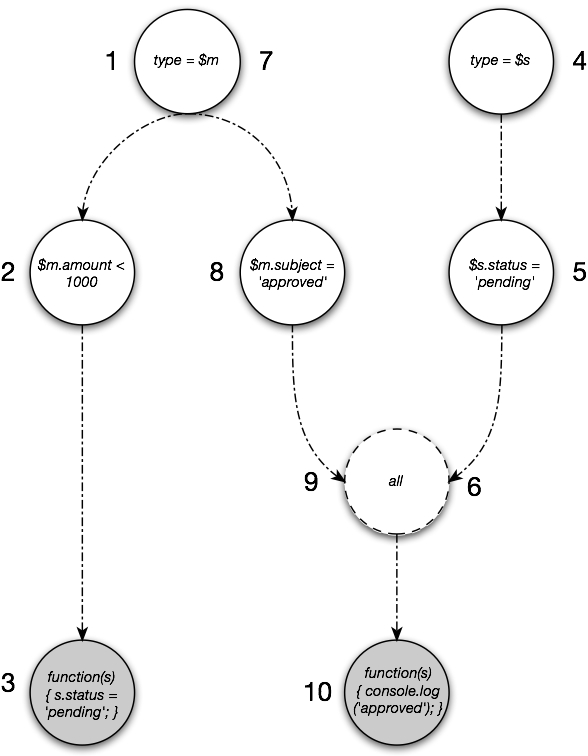 1
type = $m
7
type = $s
4
2
$m.amount <
1000
8
$m.subject =
'approved'
$s.status =
'pending'
5
9
all
6
3
function(s)
{ s.status =
'pending'; }
10
function(s)
{ console.log
('approved'); }